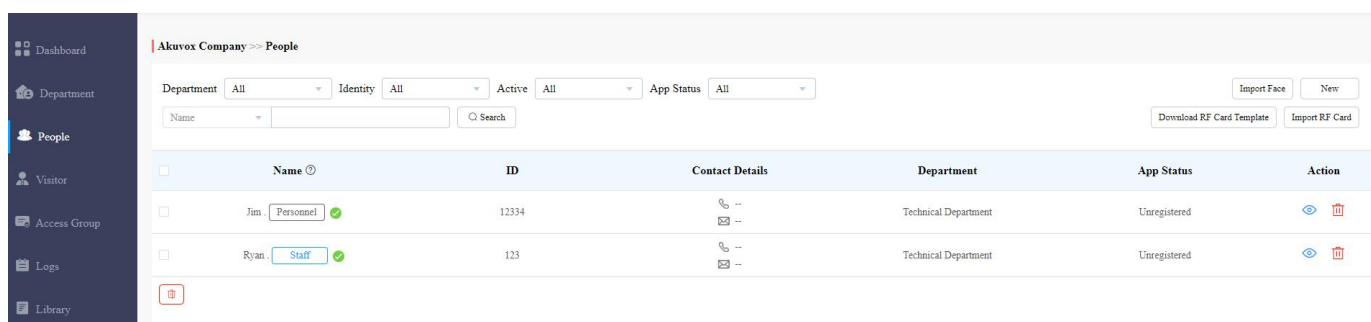 Dashboard
Department
People
Visitor
Access Group
Logs
Library
Akuvox Company >> People
Department All Identity All Active All App Status All Import Face New
Name Search Download RF Card Template Import RF Card
Name ? ID Contact Details Department App Status Action
Jim . Personnel 12334 -- Technical Department Unregistered
--
Ryan . Staff 123 -- Technical Department Unregistered
--